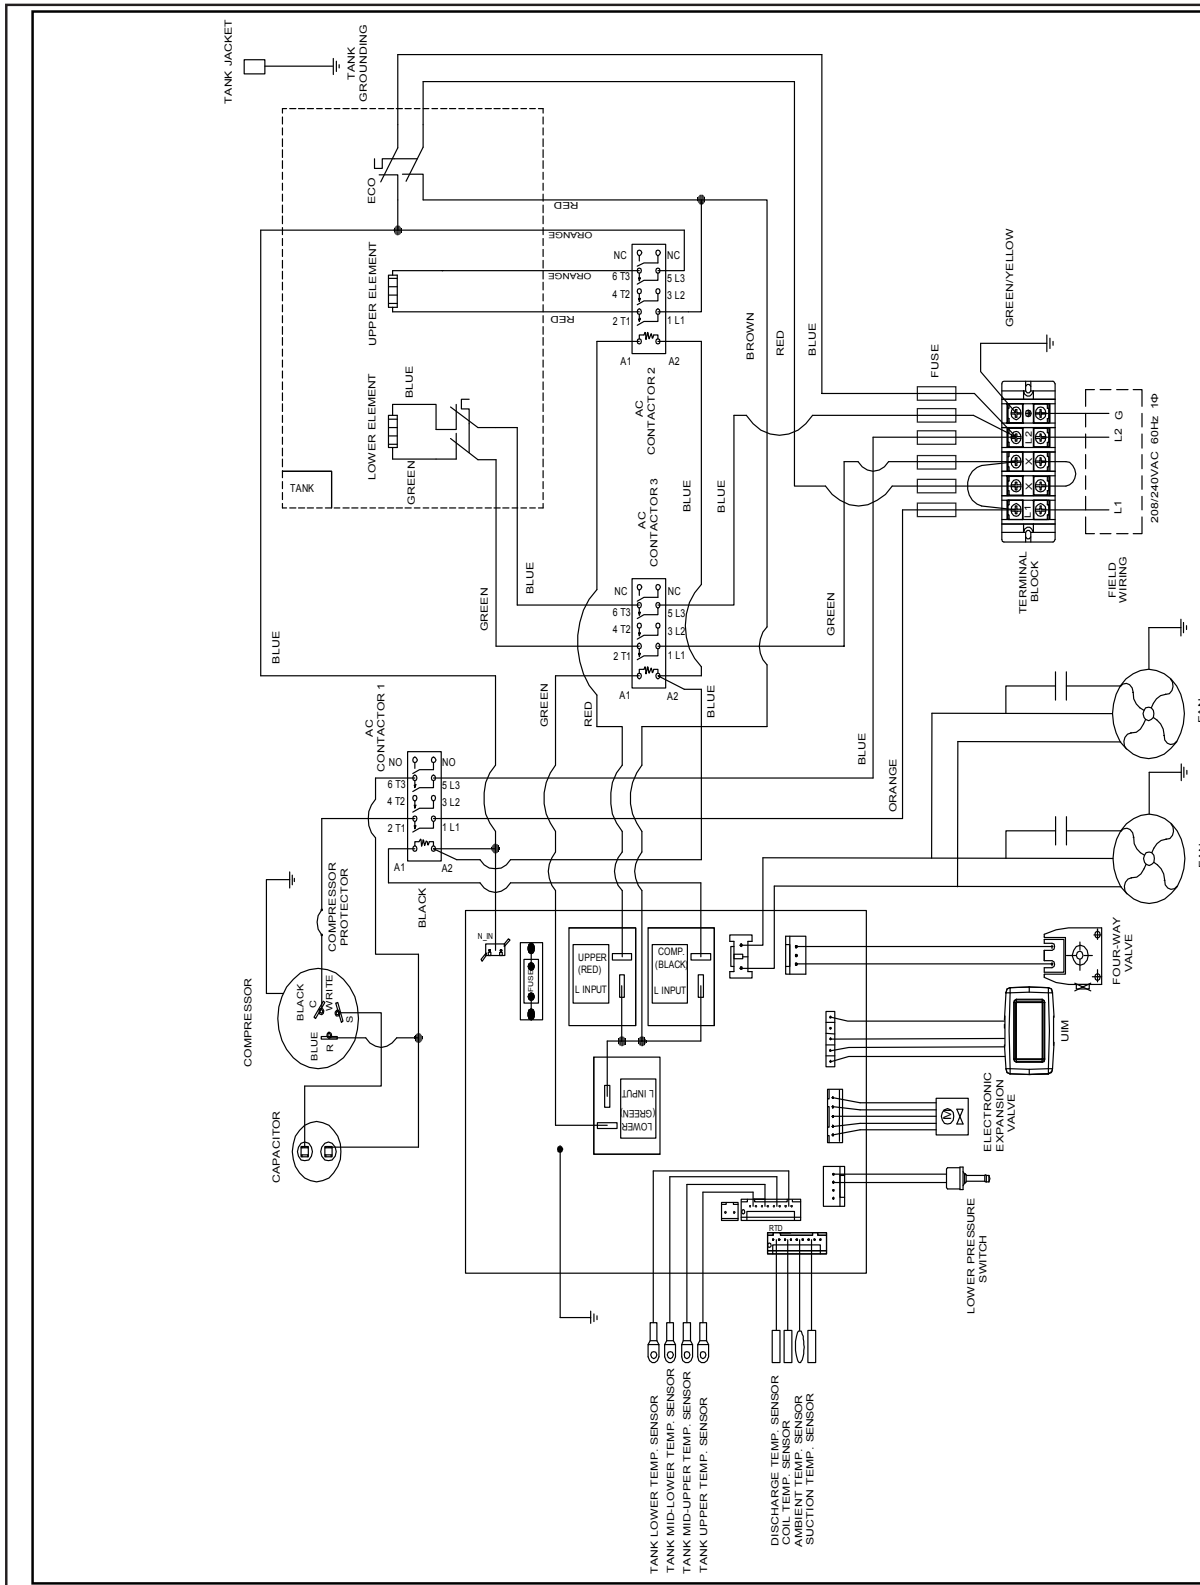 TANK JACKET
TANK
GROUNDING
ECO
RED
ORANGE
ORANGE
RED
UPPER ELEMENT
LOWER ELEMENT
BLUE
GREEN
TANK
NC
NC
6 T3
5 L3
4 T2
3 L2
2 T1
1 L1
A1
A2
AC
CONTACTOR 2
BROWN
RED
BLUE
FUSE
GREEN/YELLOW
L1
X
X
L2
TERMINAL
BLOCK
G
L2
L1
208/240VAC 60Hz 1Φ
FIELD
WIRING
AC
CONTACTOR 3
BLUE
BLUE
NC
NC
6 T3
5 L3
4 T2
3 L2
2 T1
1 L1
A1
A2
BLUE
GREEN
BLUE
GREEN
GREEN
RED
BLUE
BLUE
ORANGE
AC
CONTACTOR 1
NO
NO
6 T3
5 L3
4 T2
3 L2
2 T1
1 L1
A1
A2
BLACK
COMPRESSOR
PROTECTOR
COMPRESSOR
BLACK
C
WRITE
S
BLUE
R
CAPACITOR
N_IN
FUSE
UPPER
(RED)
L INPUT
COMP.
(BLACK)
L INPUT
LOWER
(GREEN)
L INPUT
RTD
FAN
FAN
FOUR-WAY
VALVE
UIM
M
ELECTRONIC
EXPANSION
VALVE
LOWER PRESSURE
SWITCH
TANK LOWER TEMP. SENSOR
TANK MID-LOWER TEMP. SENSOR
TANK MID-UPPER TEMP. SENSOR
TANK UPPER TEMP. SENSOR
DISCHARGE TEMP. SENSOR
COIL TEMP. SENSOR
AMBIENT TEMP. SENSOR
SUCTION TEMP. SENSOR